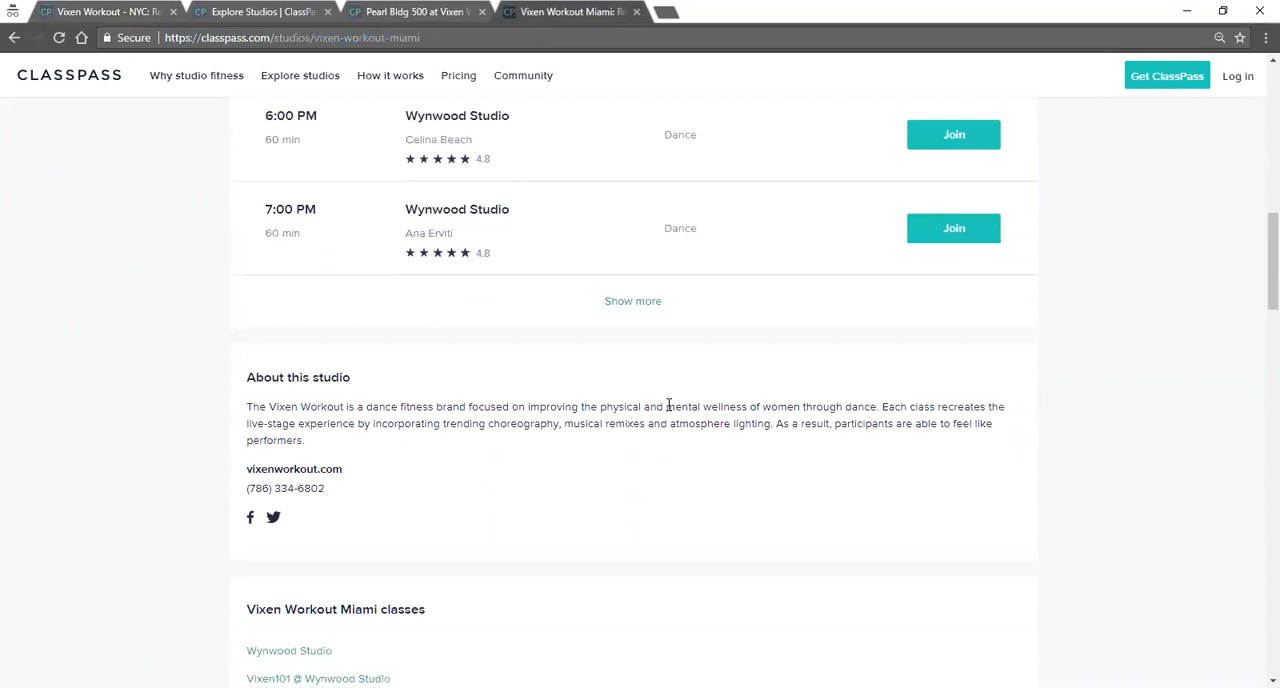 CP Vixen Workout - NYC: Re
CP Explore Studios | ClassPa
CP Pearl Bldg 500 at Vixen W
CP Vixen Workout Miami: Re
Secure | https://classpass.com/studios/vixen-workout-miami
CLASSPASS Why studio fitness Explore studios How it works Pricing Community Get ClassPass Log in
6:00 PM Wynwood Studio
60 min Celina Beach Dance Join
★ ★ ★ ★ ★ 4.8
7:00 PM Wynwood Studio
60 min Ana Erviti Dance Join
★ ★ ★ ★ ★ 4.8
Show more
About this studio
The Vixen Workout is a dance fitness brand focused on improving the physical and mental wellness of women through dance. Each class recreates the
live-stage experience by incorporating trending choreography, musical remixes and atmosphere lighting. As a result, participants are able to feel like
performers.
vixenworkout.com
(786) 334-6802
Vixen Workout Miami classes
Wynwood Studio
Vixen101 @ Wynwood Studio